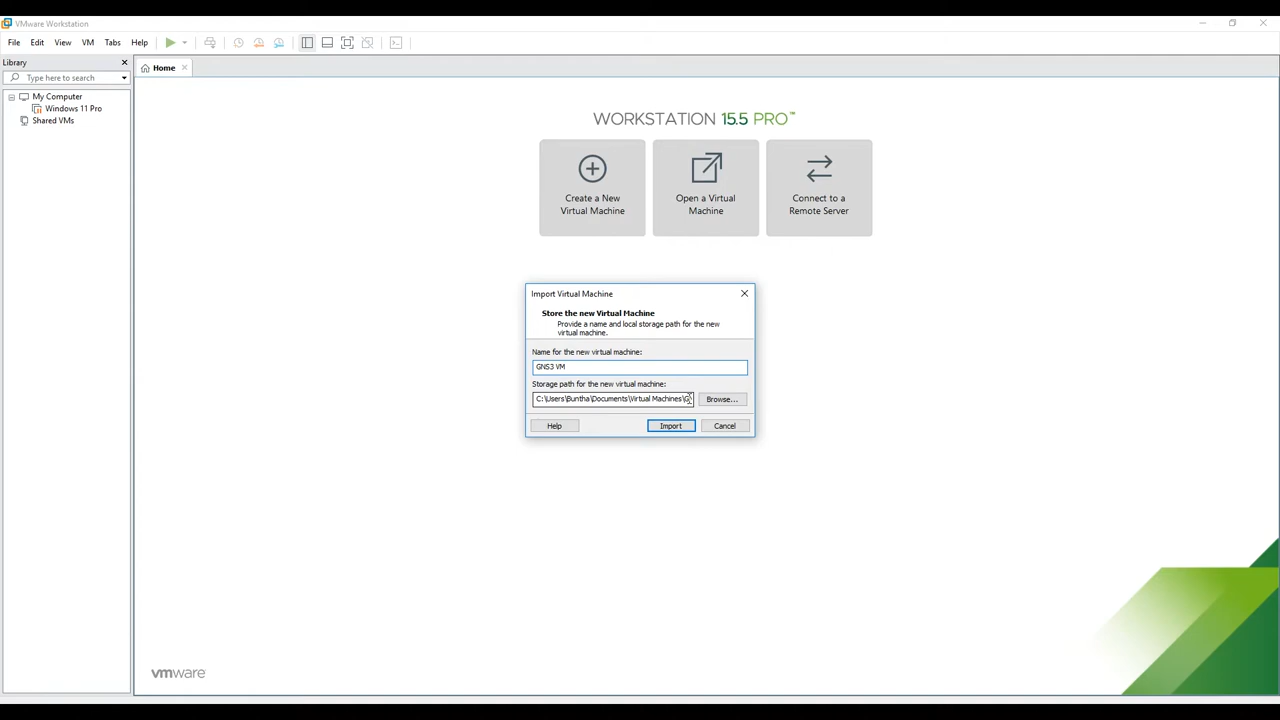 VMware Workstation
File Edit View VM Tabs Help
Library
Type here to search
My Computer
Windows 11 Pro
Shared VMs
Home
WORKSTATION 15.5 PRO™
Create a New
Virtual Machine
Open a Virtual
Machine
Connect to a
Remote Server
Import Virtual Machine
Store the new Virtual Machine
Provide a name and local storage path for the new
virtual machine.
Name for the new virtual machine:
GNS3 VM
Storage path for the new virtual machine:
C:\Users\Buntha\Documents\Virtual Machines\G
Browse...
Help Import Cancel
vmware